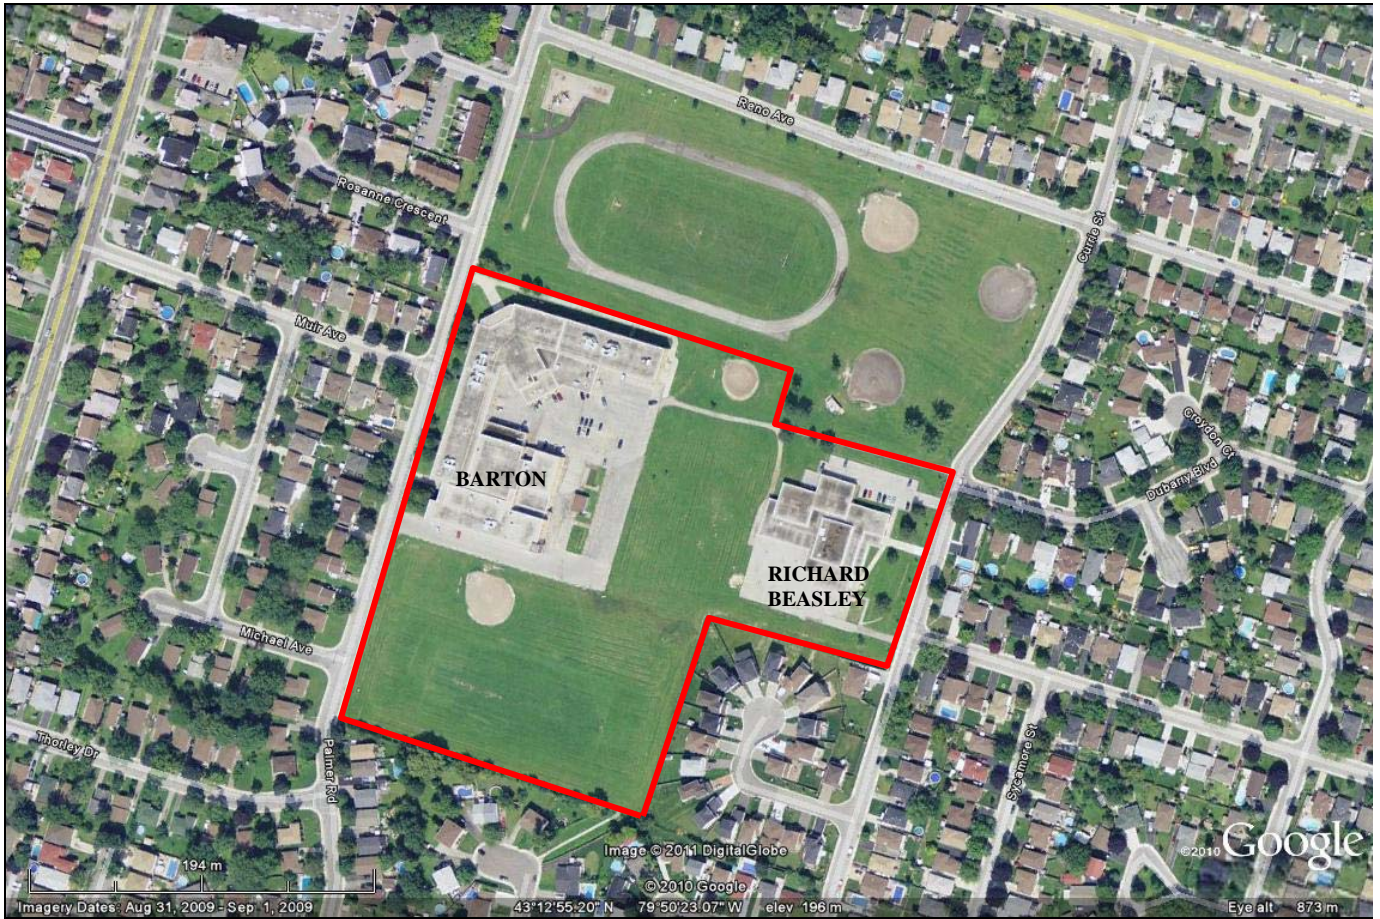 Reno Ave
Rosanne Crescent
Currie St
Muir Ave
Croydon Ct
BARTON
Dubarry Blvd
RICHARD
BEASLEY
Michael Ave
Thorley Dr
Palmer Rd
Sycamore St
194 m
Image © 2011 DigitalGlobe
©2010 Google
© 2010 Google
Imagery Dates: Aug 31, 2009 - Sep 1, 2009
43°12'55.20" N 79°50'23.07" W elev 196 m
Eye alt 873 m